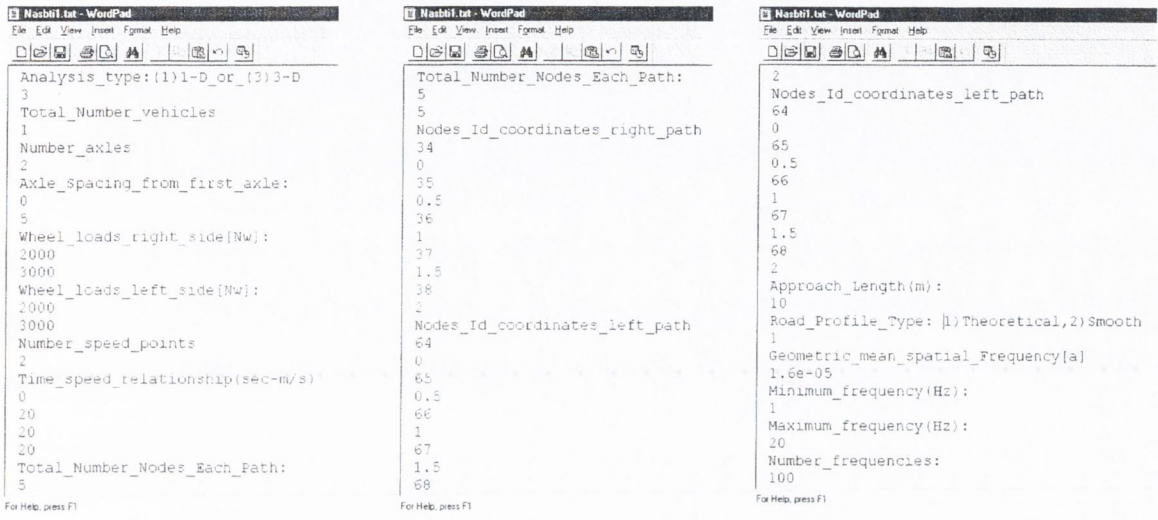 Nasbti1.txt - WordPad
File Edit View Insert Format Help
Analysis_type:(1)1-D_or_(3)3-D
3
Total_Number_vehicles
1
Number_axles
2
Axle_Spacing_from_first_axle:
0
5
Wheel_loads_right_side[Nw]:
2000
3000
Wheel_loads_left_side[Nw]:
2000
3000
Number_speed_points
2
Time_speed_relationship(sec-m/s)
0
20
20
20
Total_Number_Nodes_Each_Path:
5
For Help, press F1
Nasbti1.txt - WordPad
File Edit View Insert Format Help
Total_Number_Nodes_Each_Path:
5
5
Nodes_Id_coordinates_right_path
34
0
35
0.5
36
1
37
1.5
38
2
Nodes_Id_coordinates_left_path
64
0
65
0.5
66
1
67
1.5
68
For Help, press F1
Nasbti1.txt - WordPad
File Edit View Insert Format Help
2
Nodes_Id_coordinates_left_path
64
0
65
0.5
66
1
67
1.5
68
2
Approach_Length(m):
10
Road_Profile_Type: 1)Theoretical,2)Smooth
1
Geometric_mean_spatial_Frequency[a]
1.6e-05
Minimum_frequency(Hz):
1
Maximum_frequency(Hz):
20
Number_frequencies:
100
For Help, press F1